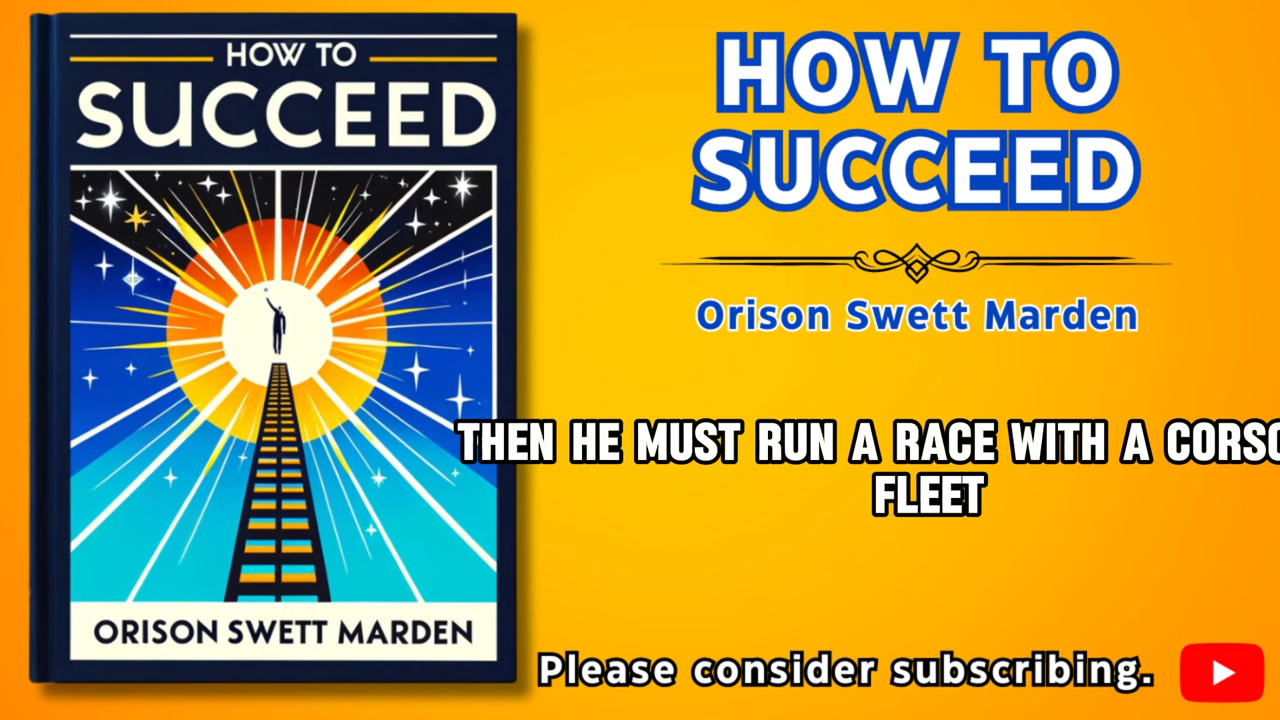 HOW TO
SUCCEED
ORISON SWETT MARDEN
HOW TO
SUCCEED
Orison Swett Marden
THEN HE MUST RUN A RACE WITH A
FLEET
Please consider subscribing.